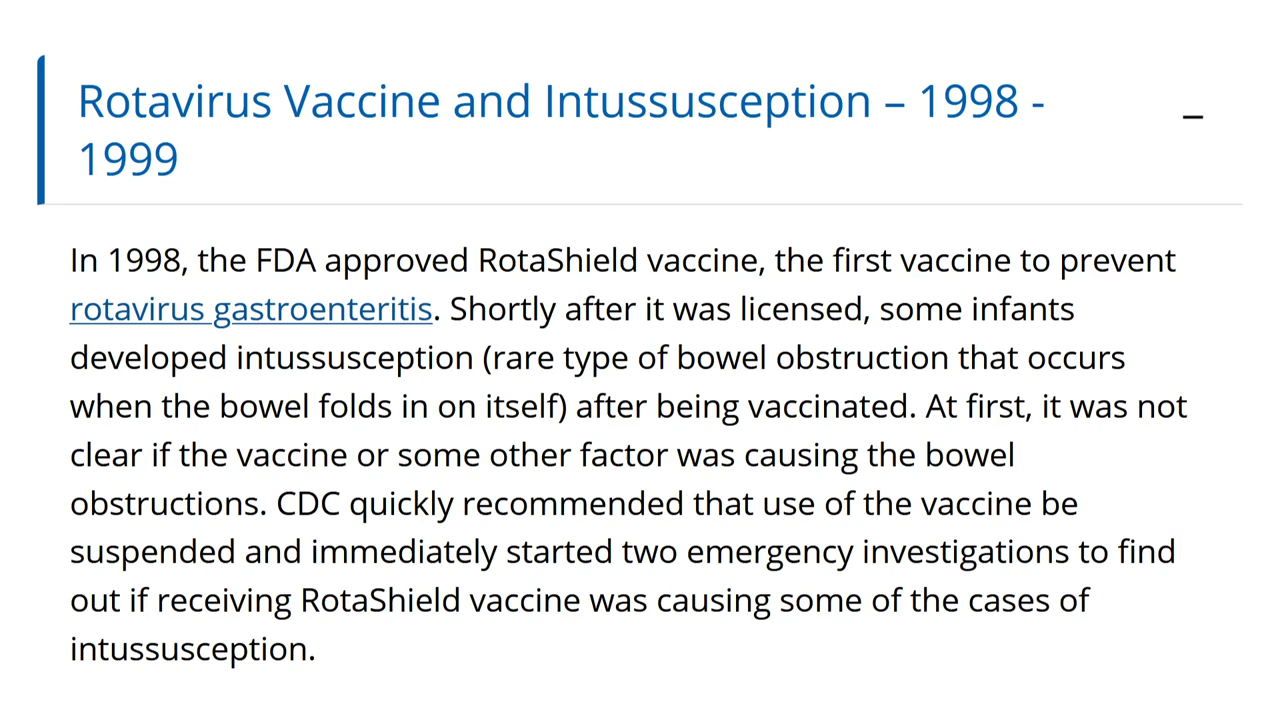 Rotavirus Vaccine and Intussusception – 1998 -
1999
In 1998, the FDA approved RotaShield vaccine, the first vaccine to prevent
rotavirus gastroenteritis. Shortly after it was licensed, some infants
developed intussusception (rare type of bowel obstruction that occurs
when the bowel folds in on itself) after being vaccinated. At first, it was not
clear if the vaccine or some other factor was causing the bowel
obstructions. CDC quickly recommended that use of the vaccine be
suspended and immediately started two emergency investigations to find
out if receiving RotaShield vaccine was causing some of the cases of
intussusception.